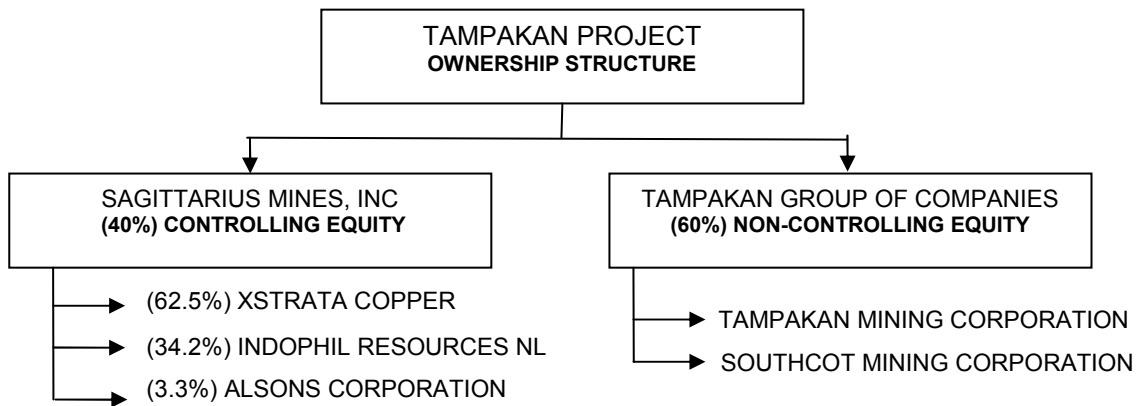 TAMPAKAN PROJECT
OWNERSHIP STRUCTURE
SAGITTARIUS MINES, INC
(40%) CONTROLLING EQUITY
(62.5%) XSTRATA COPPER
(34.2%) INDOPHIL RESOURCES NL
(3.3%) ALSONS CORPORATION
TAMPAKAN GROUP OF COMPANIES
(60%) NON-CONTROLLING EQUITY
TAMPAKAN MINING CORPORATION
SOUTHCOT MINING CORPORATION